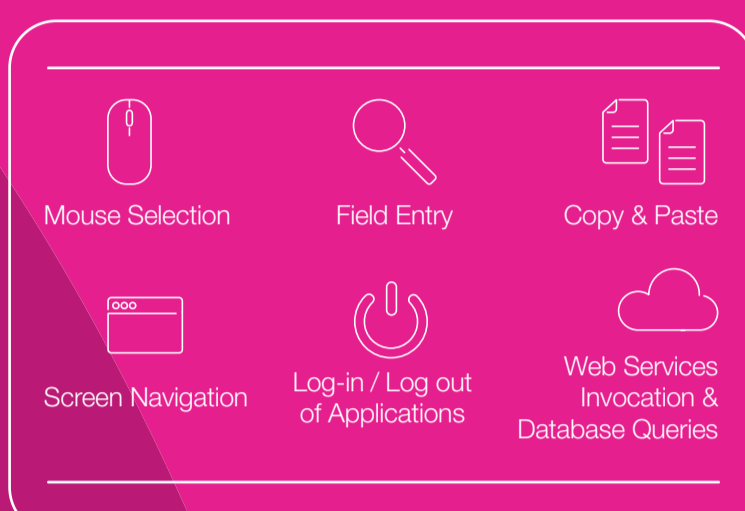 Mouse Selection
Field Entry
Copy & Paste
Screen Navigation
Log-in / Log out
of Applications
Web Services
Invocation &
Database Queries